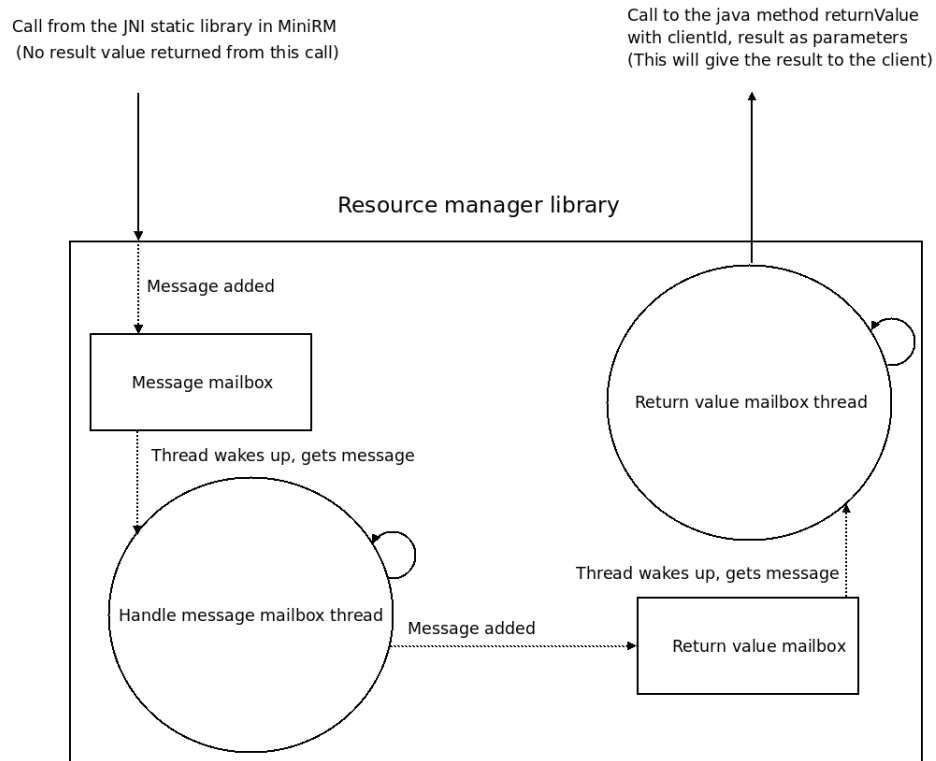 Call from the JNI static library in MiniRM
(No result value returned from this call)
Call to the java method returnValue
with clientId, result as parameters
(This will give the result to the client)
Resource manager library
Message added
Message mailbox
Return value mailbox thread
Thread wakes up, gets message
Thread wakes up, gets message
Handle message mailbox thread
Message added
Return value mailbox